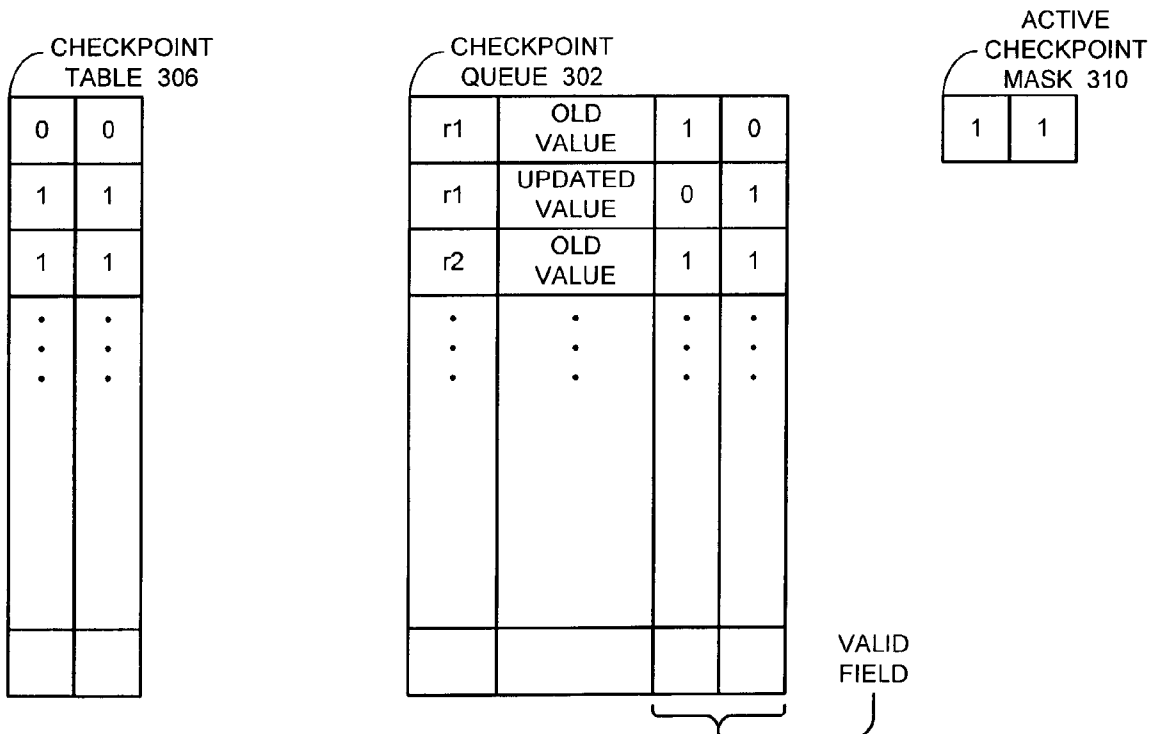 CHECKPOINT
TABLE 306
0 0
1 1
1 1
CHECKPOINT
QUEUE 302
r1 OLD VALUE 1 0
r1 UPDATED VALUE 0 1
r2 OLD VALUE 1 1
ACTIVE
CHECKPOINT
MASK 310
1 1
VALID
FIELD